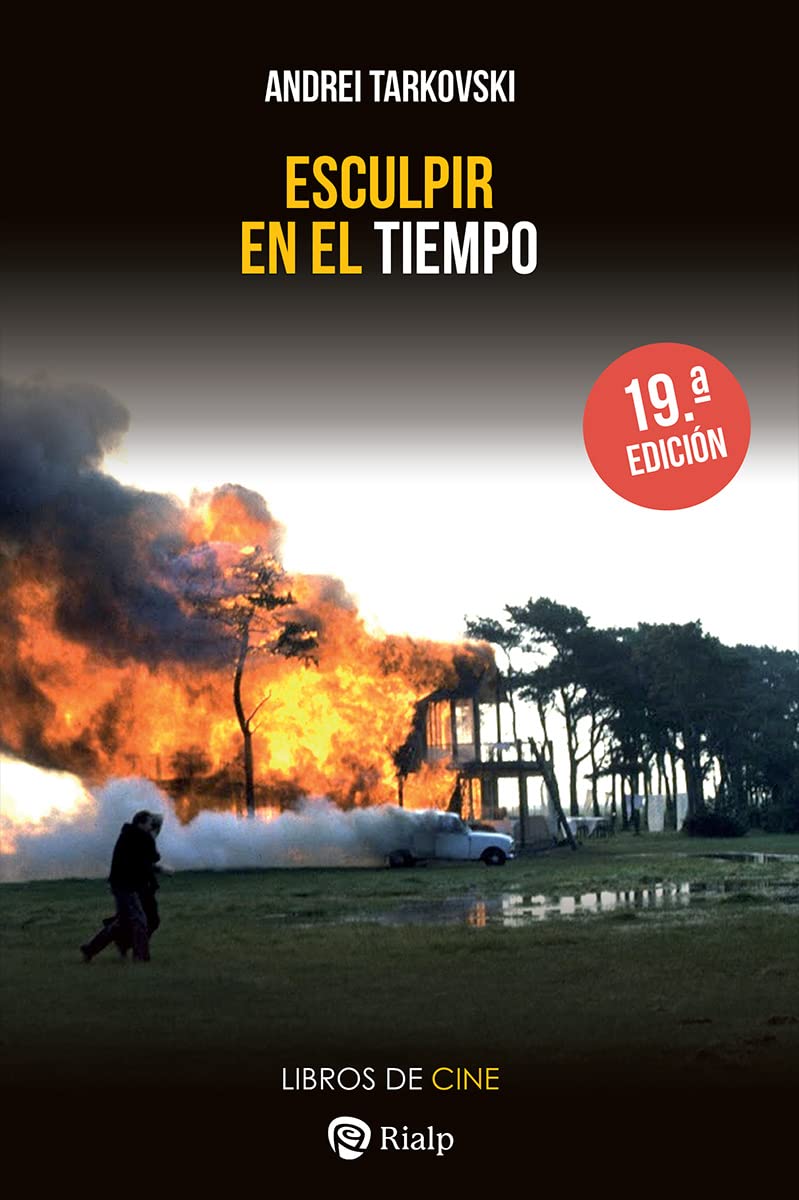 ANDREI TARKOVSKI
ESCULPIR
EN EL TIEMPO
19.ª
EDICIÓN
LIBROS DE CINE
Rialp